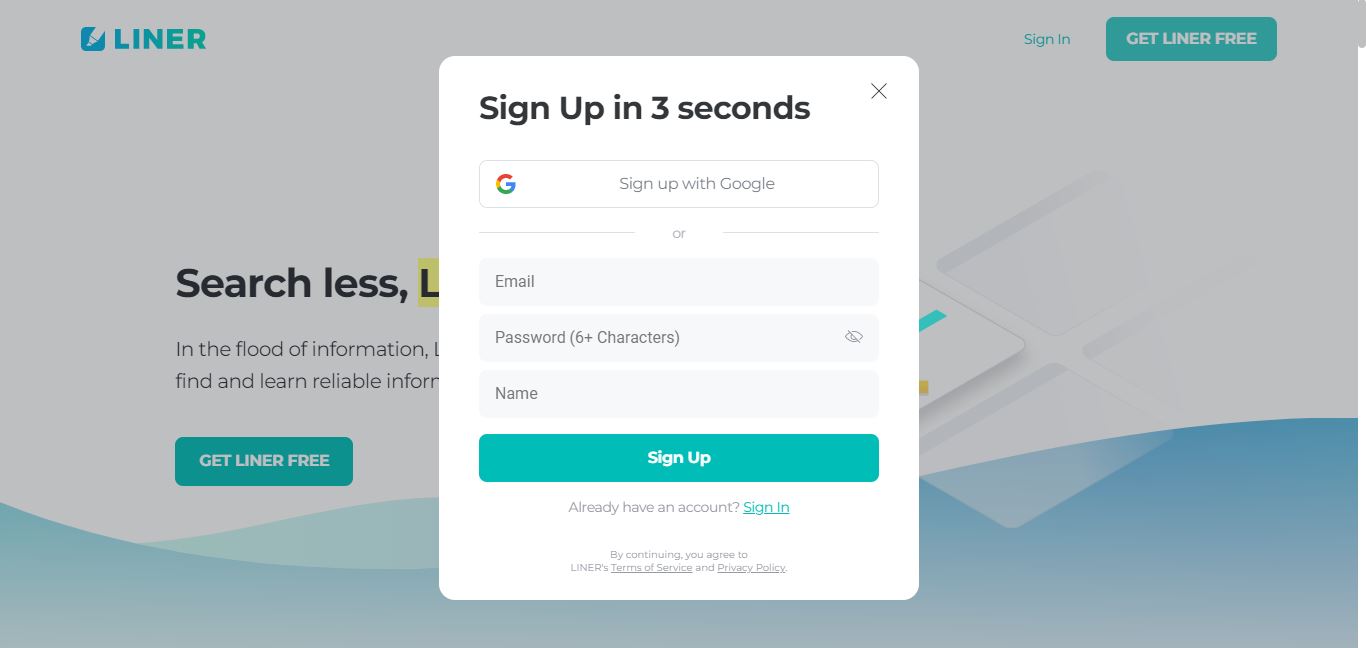 LINER
Sign In
GET LINER FREE
Sign Up in 3 seconds
Sign up with Google
or
Email
Password (6+ Characters)
Name
Sign Up
Already have an account? Sign In
By continuing, you agree to
LINER's Terms of Service and Privacy Policy.
Search less, L
In the flood of information, L
find and learn reliable inforn
GET LINER FREE